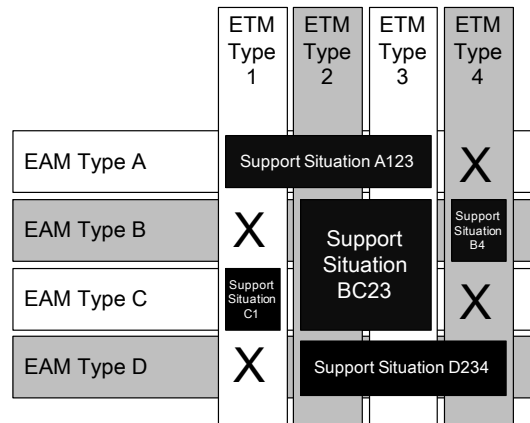 ETM
Type
1
ETM
Type
2
ETM
Type
3
ETM
Type
4
EAM Type A
Support Situation A123
X
EAM Type B
X
Support
Situation
BC23
Support
Situation
B4
EAM Type C
Support
Situation
C1
X
EAM Type D
X
Support Situation D234